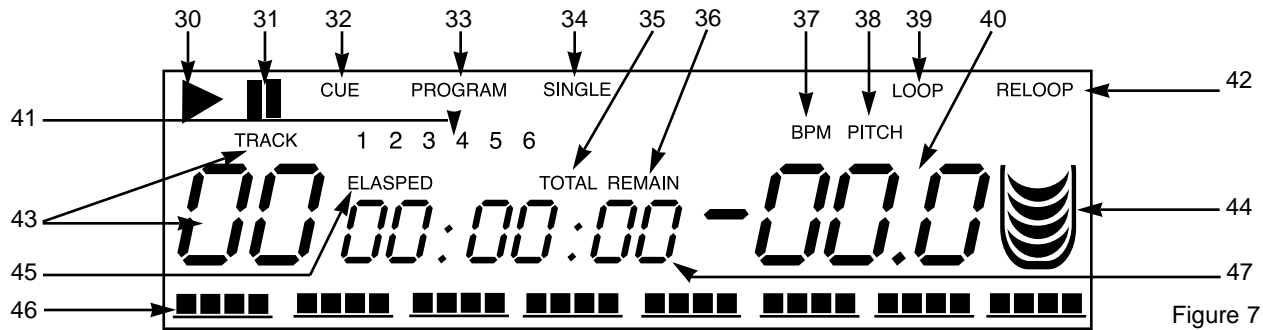 30 31 32 33 34 35 36 37 38 39 40
CUE PROGRAM SINGLE LOOP RELOOP 42
41 TRACK 1 2 3 4 5 6 BPM PITCH
ELASPED TOTAL REMAIN
43 00 00:00:00 -00.0 44
45 47
46 Figure 7